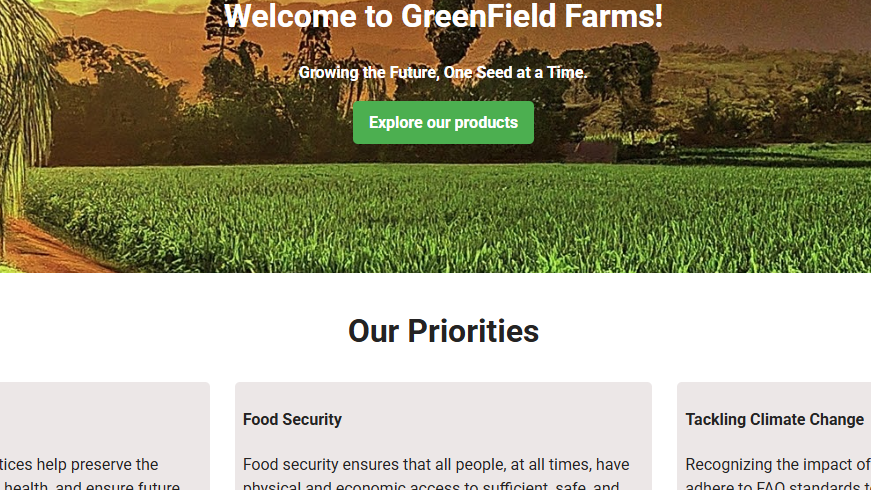 Welcome to GreenField Farms!
Growing the Future, One Seed at a Time.
Explore our products
Our Priorities
tices help preserve the
health, and ensure future
Food Security
Food security ensures that all people, at all times, have
physical and economic access to sufficient, safe, and
Tackling Climate Change
Recognizing the impact of
adhere to FAO standards to